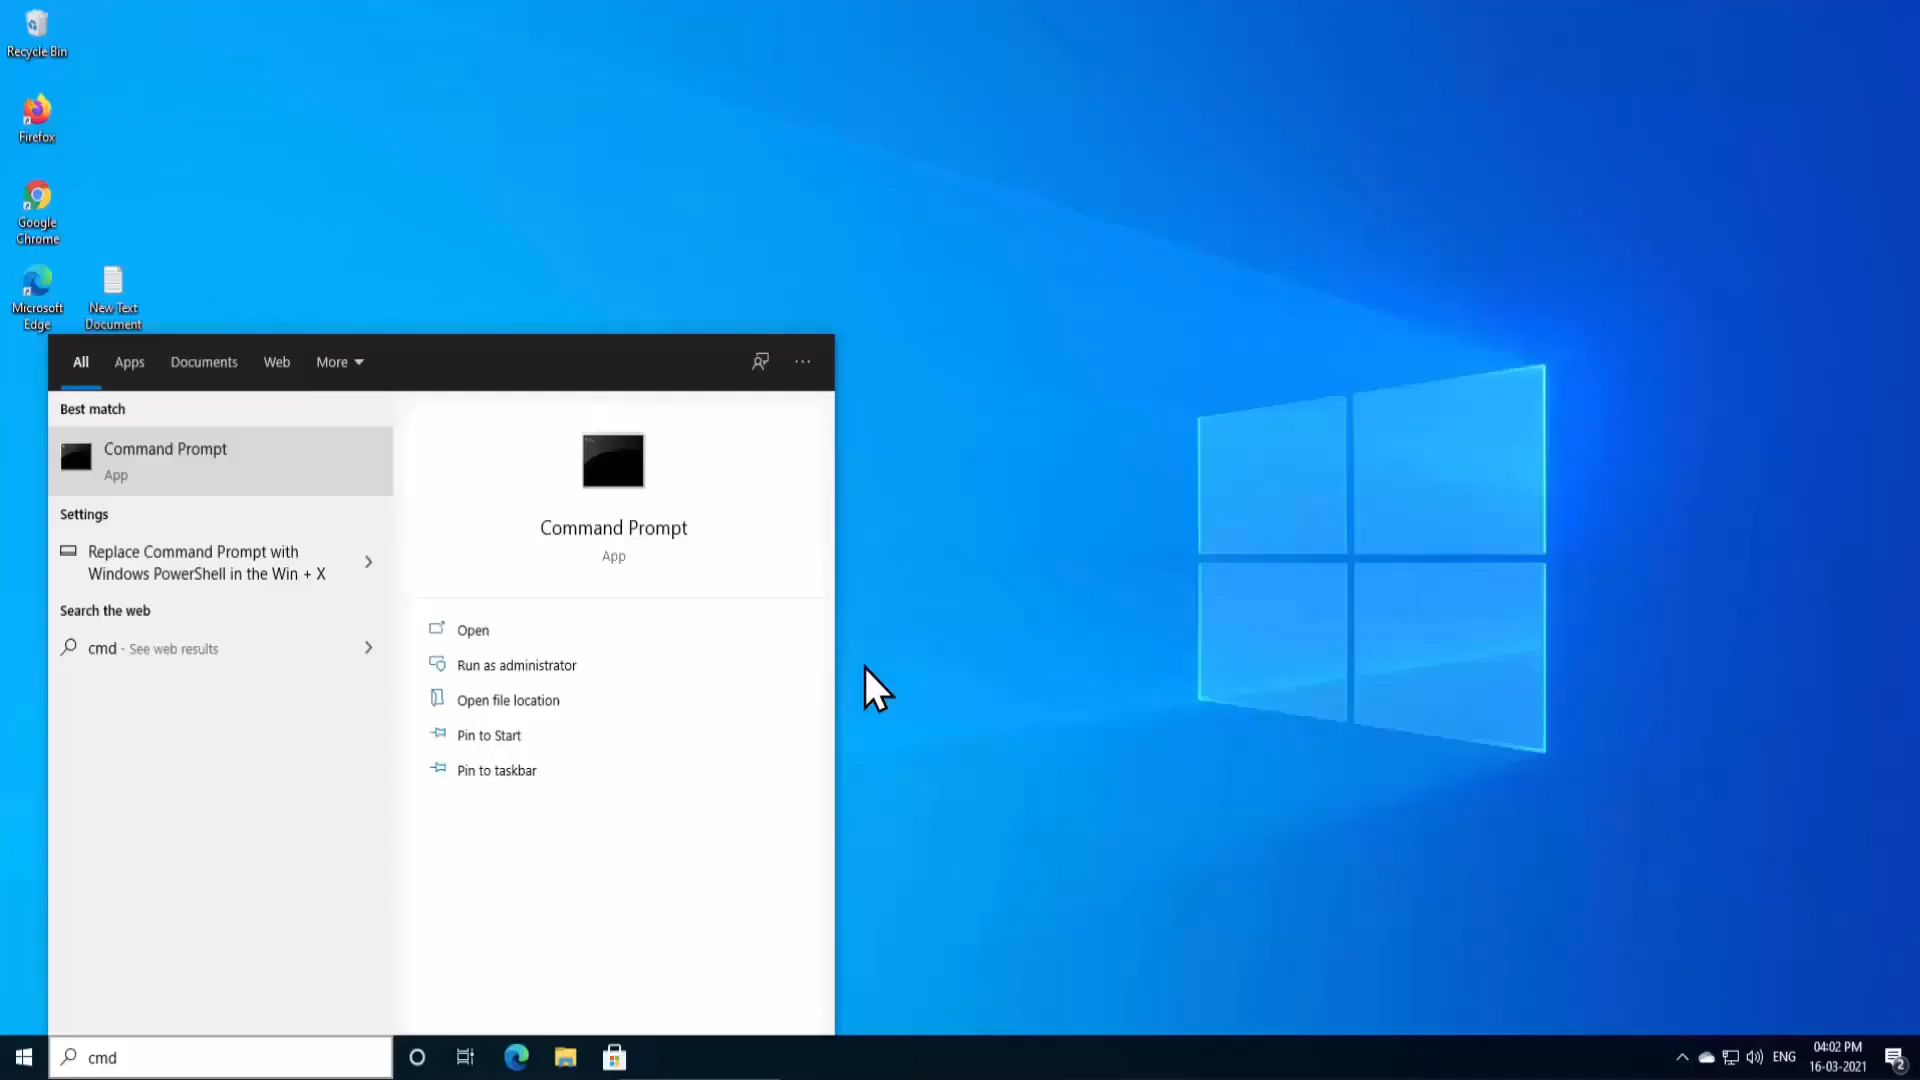 Recycle Bin
Firefox
Google
Chrome
Microsoft
Edge
New Text
Document
All
Apps
Documents
Web
More
Best match
Command Prompt
App
Settings
Replace Command Prompt with
Windows PowerShell in the Win + X
Search the web
cmd - See web results
Command Prompt
App
Open
Run as administrator
Open file location
Pin to Start
Pin to taskbar
cmd
ENG
04:02 PM
16-03-2021
2